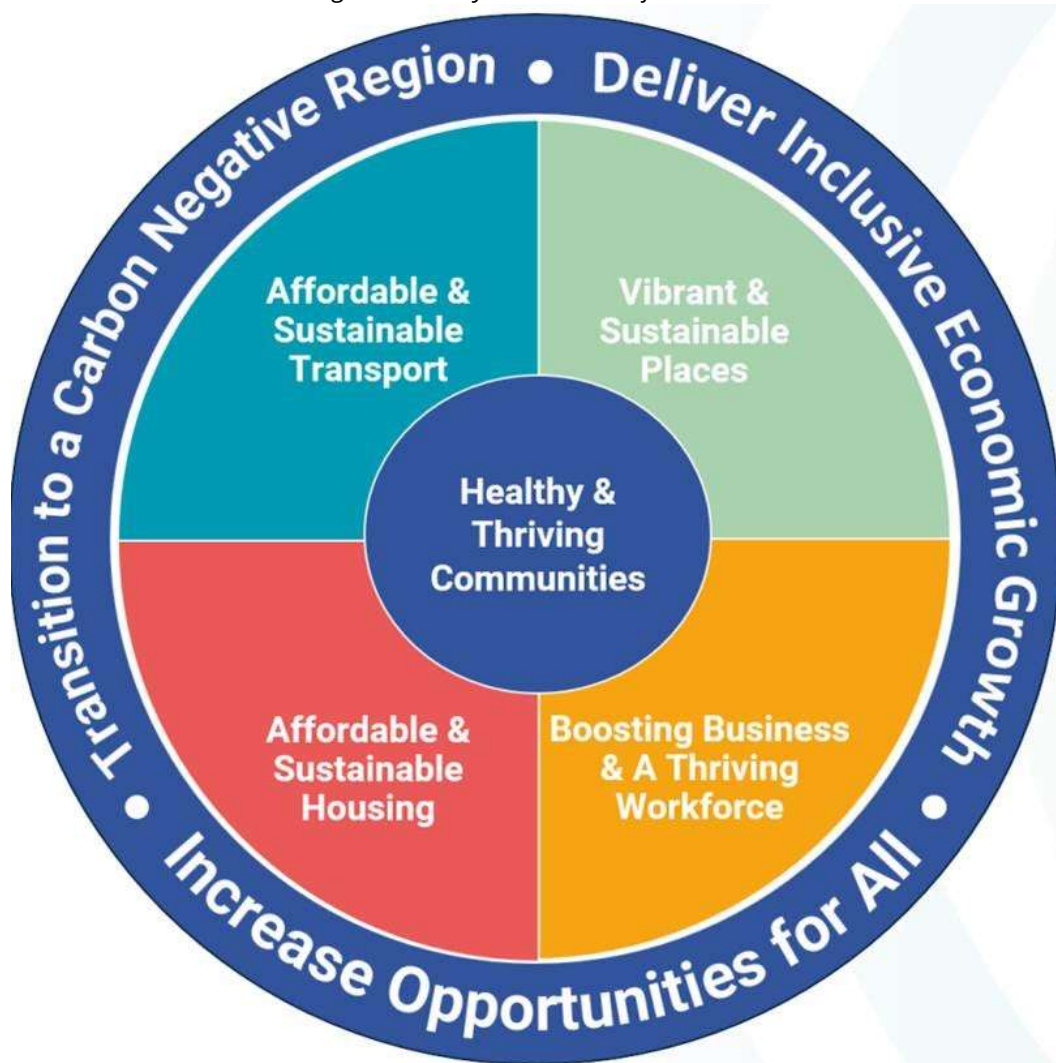 Transition to a Carbon Negative Region • Deliver Inclusive Economic Growth • Increase Opportunities for All •
Affordable &
Sustainable
Transport
Vibrant &
Sustainable
Places
Healthy &
Thriving
Communities
Affordable &
Sustainable
Housing
Boosting Business
& A Thriving
Workforce